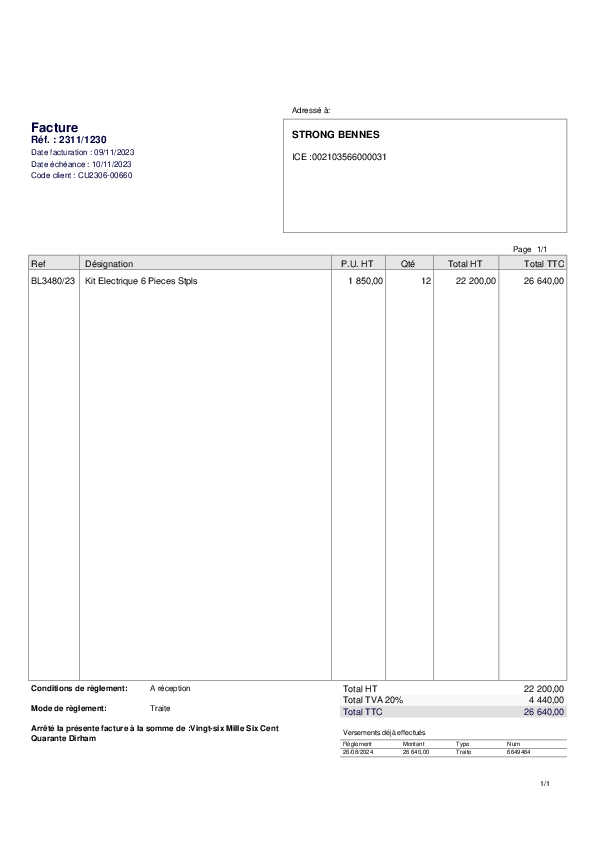 Adressé à:
Facture
Réf. : 2311/1230
Date facturation : 09/11/2023
Date échéance : 10/11/2023
Code client : CU2306-00660
STRONG BENNES
ICE :002103566000031
Page 1/1
Ref Désignation P.U. HT Qté Total HT Total TTC
BL3480/23 Kit Electrique 6 Pieces Stpls 1 850,00 12 22 200,00 26 640,00
Conditions de règlement: A réception
Mode de règlement: Traite
Arrêté la présente facture à la somme de :Vingt-six Mille Six Cent
Quarante Dirham
Total HT 22 200,00
Total TVA 20% 4 440,00
Total TTC 26 640,00
Versements déjà effectués
Règlement Montant Type Num
26/08/2024 26 640,00 Traite 6649464
1/1